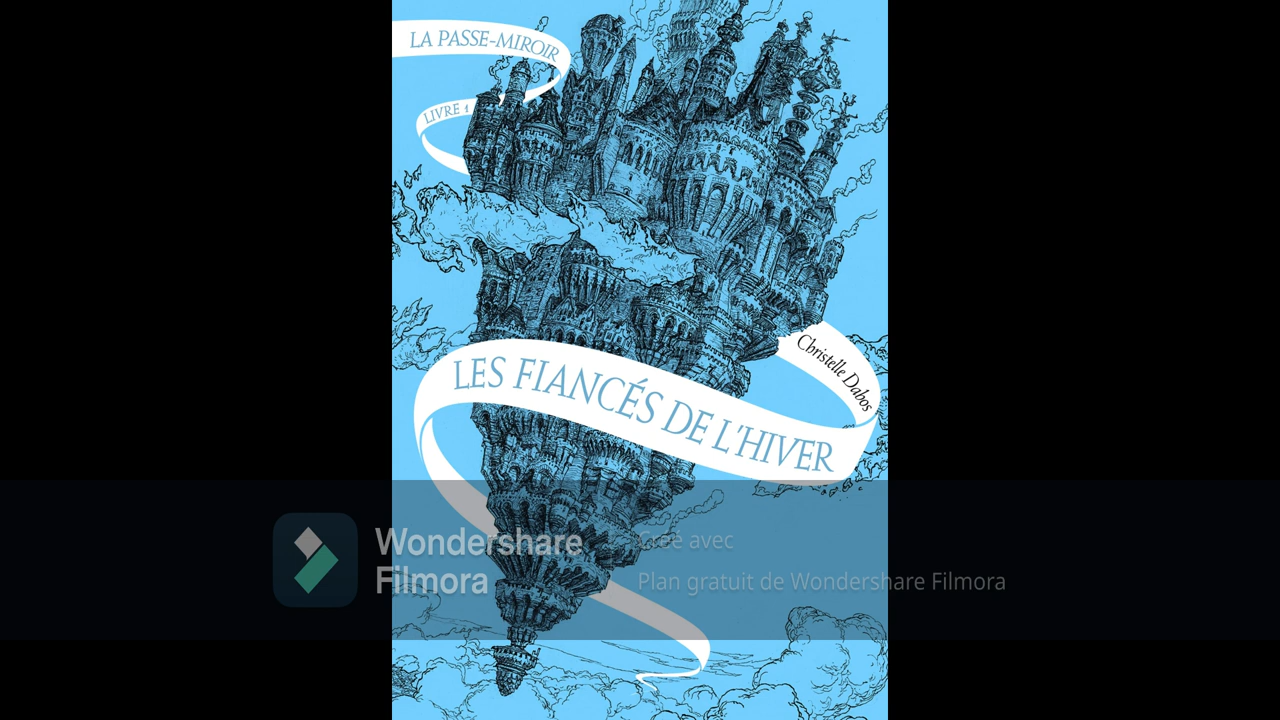 LA PASSE-MIROIR
LIVRE 1
Christelle Dabos
LES FIANCÉS DE L'HIVER
Wondershare
Filmora
Créé avec
Plan gratuit de Wondershare Filmora